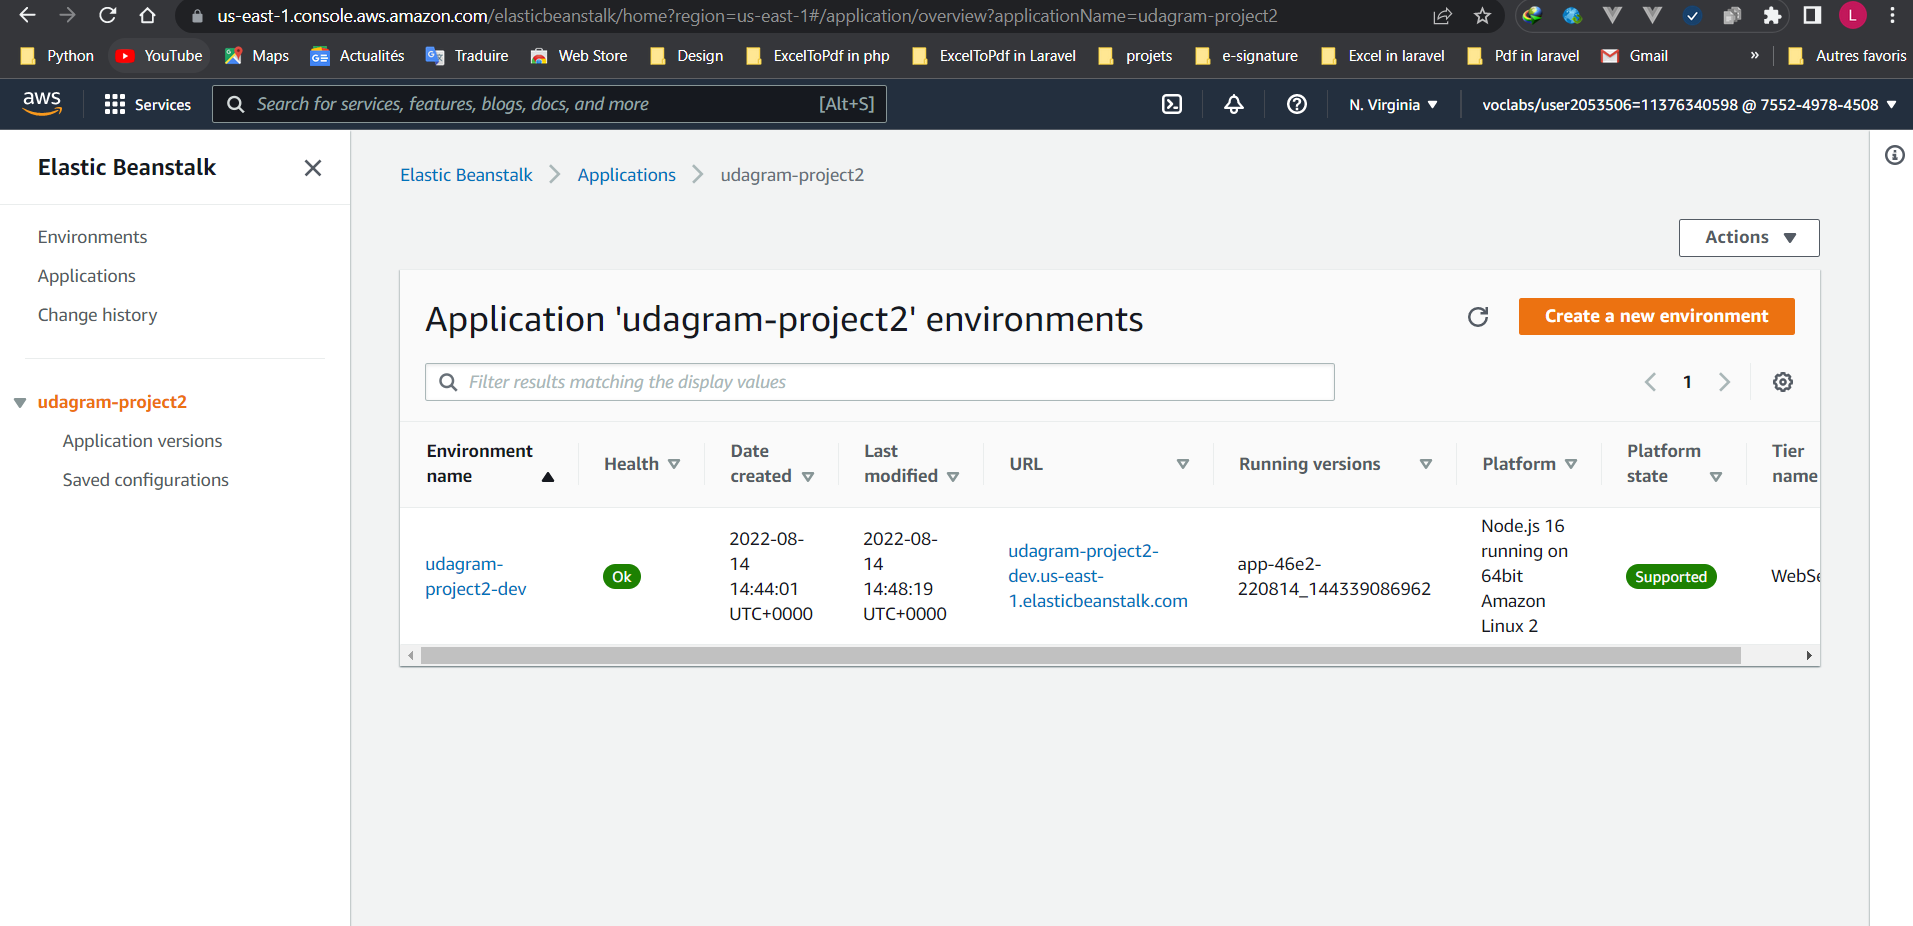 us-east-1.console.aws.amazon.com/elasticbeanstalk/home?region=us-east-1#/application/overview?applicationName=udagram-project2
L
Python
YouTube
Maps
Actualités
Traduire
Web Store
Design
ExcelToPdf in php
ExcelToPdf in Laravel
projets
e-signature
Excel in laravel
Pdf in laravel
Gmail
»
Autres favoris
aws
Services
Search for services, features, blogs, docs, and more
[Alt+S]
N. Virginia
voclabs/user2053506=11376340598 @ 7552-4978-4508
Elastic Beanstalk
Environments
Applications
Change history
udagram-project2
Application versions
Saved configurations
Elastic Beanstalk
Applications
udagram-project2
Actions
Application 'udagram-project2' environments
Create a new environment
Filter results matching the display values
1
Environment
name
Health
Date
created
Last
modified
URL
Running versions
Platform
Platform
state
Tier
name
udagram-
project2-dev
Ok
2022-08-
14
14:44:01
UTC+0000
2022-08-
14
14:48:19
UTC+0000
udagram-project2-
dev.us-east-
1.elasticbeanstalk.com
app-46e2-
220814_144339086962
Node.js 16
running on
64bit
Amazon
Linux 2
Supported
WebSe